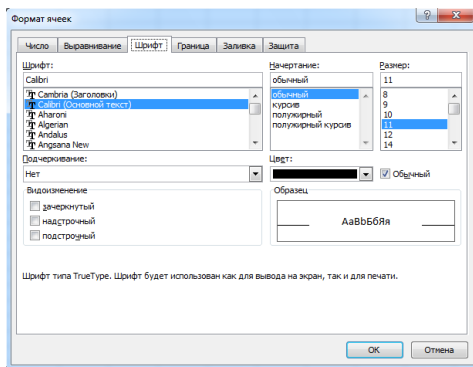 Формат ячеек
Число Выравнивание Шрифт Граница Заливка Защита
Шрифт: Начертание: Размер:
Calibri обычный 11
Cambria (Заголовки) обычный 8
Calibri (Основной текст) курсив 9
Aharoni полужирный 10
Algerian полужирный курсив 11
Andalus 12
Angsana New 14
Подчеркивание: Цвет:
Нет Обычный
Видоизменение Образец
зачеркнутый
надстрочный AaBbБбЯя
подстрочный
Шрифт типа TrueType. Шрифт будет использован как для вывода на экран, так и для печати.
ОК Отмена